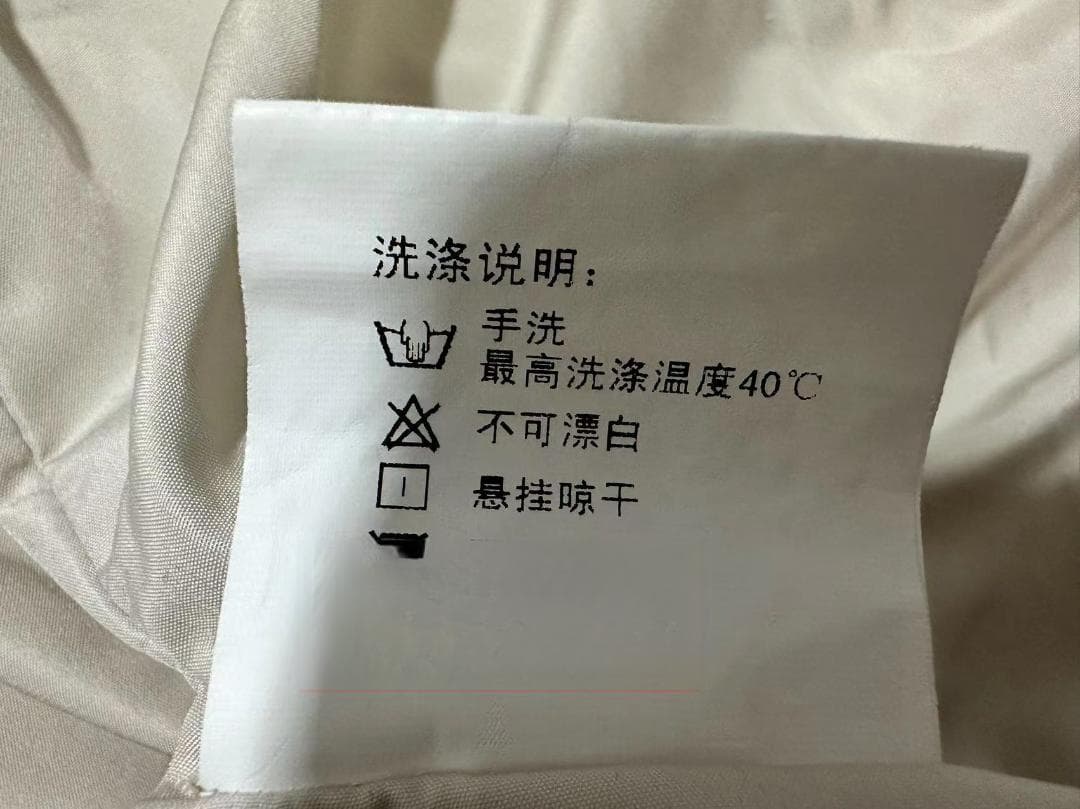 洗涤说明：
手洗
最高洗涤温度40℃
不可漂白
悬挂晾干